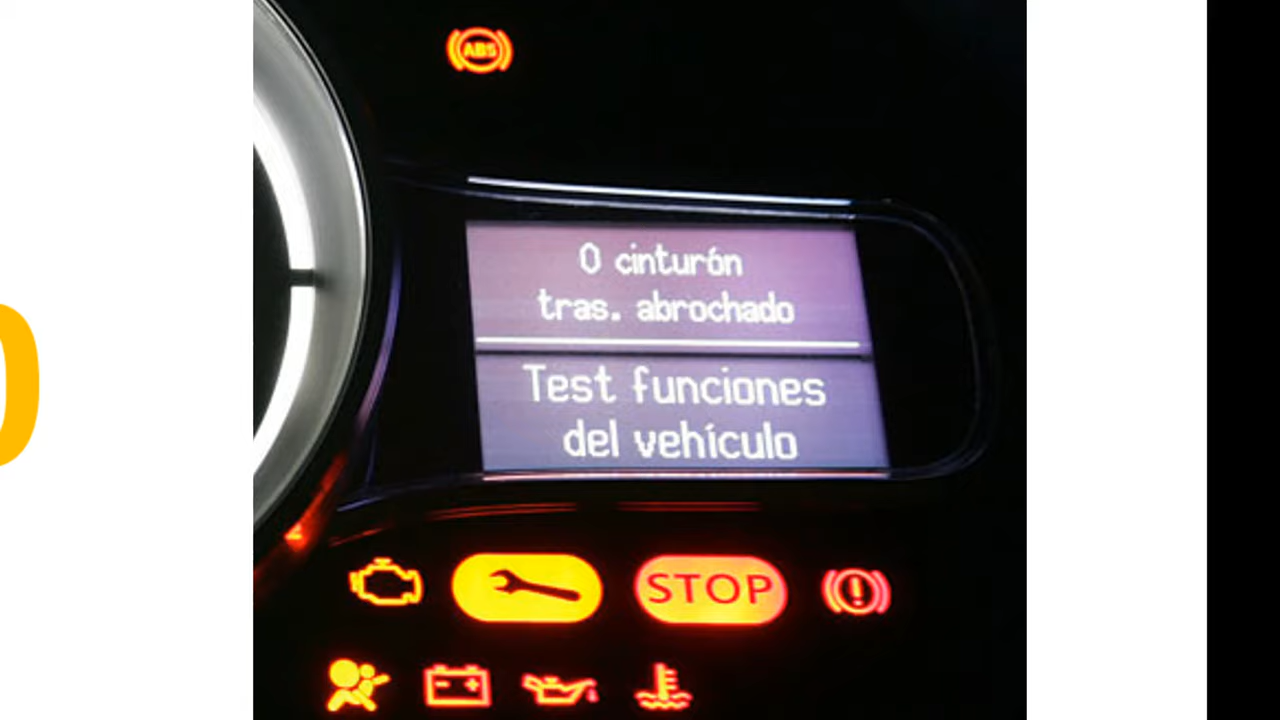 ABS
0 cinturón
tras. abrochado
Test funciones
del vehículo
STOP